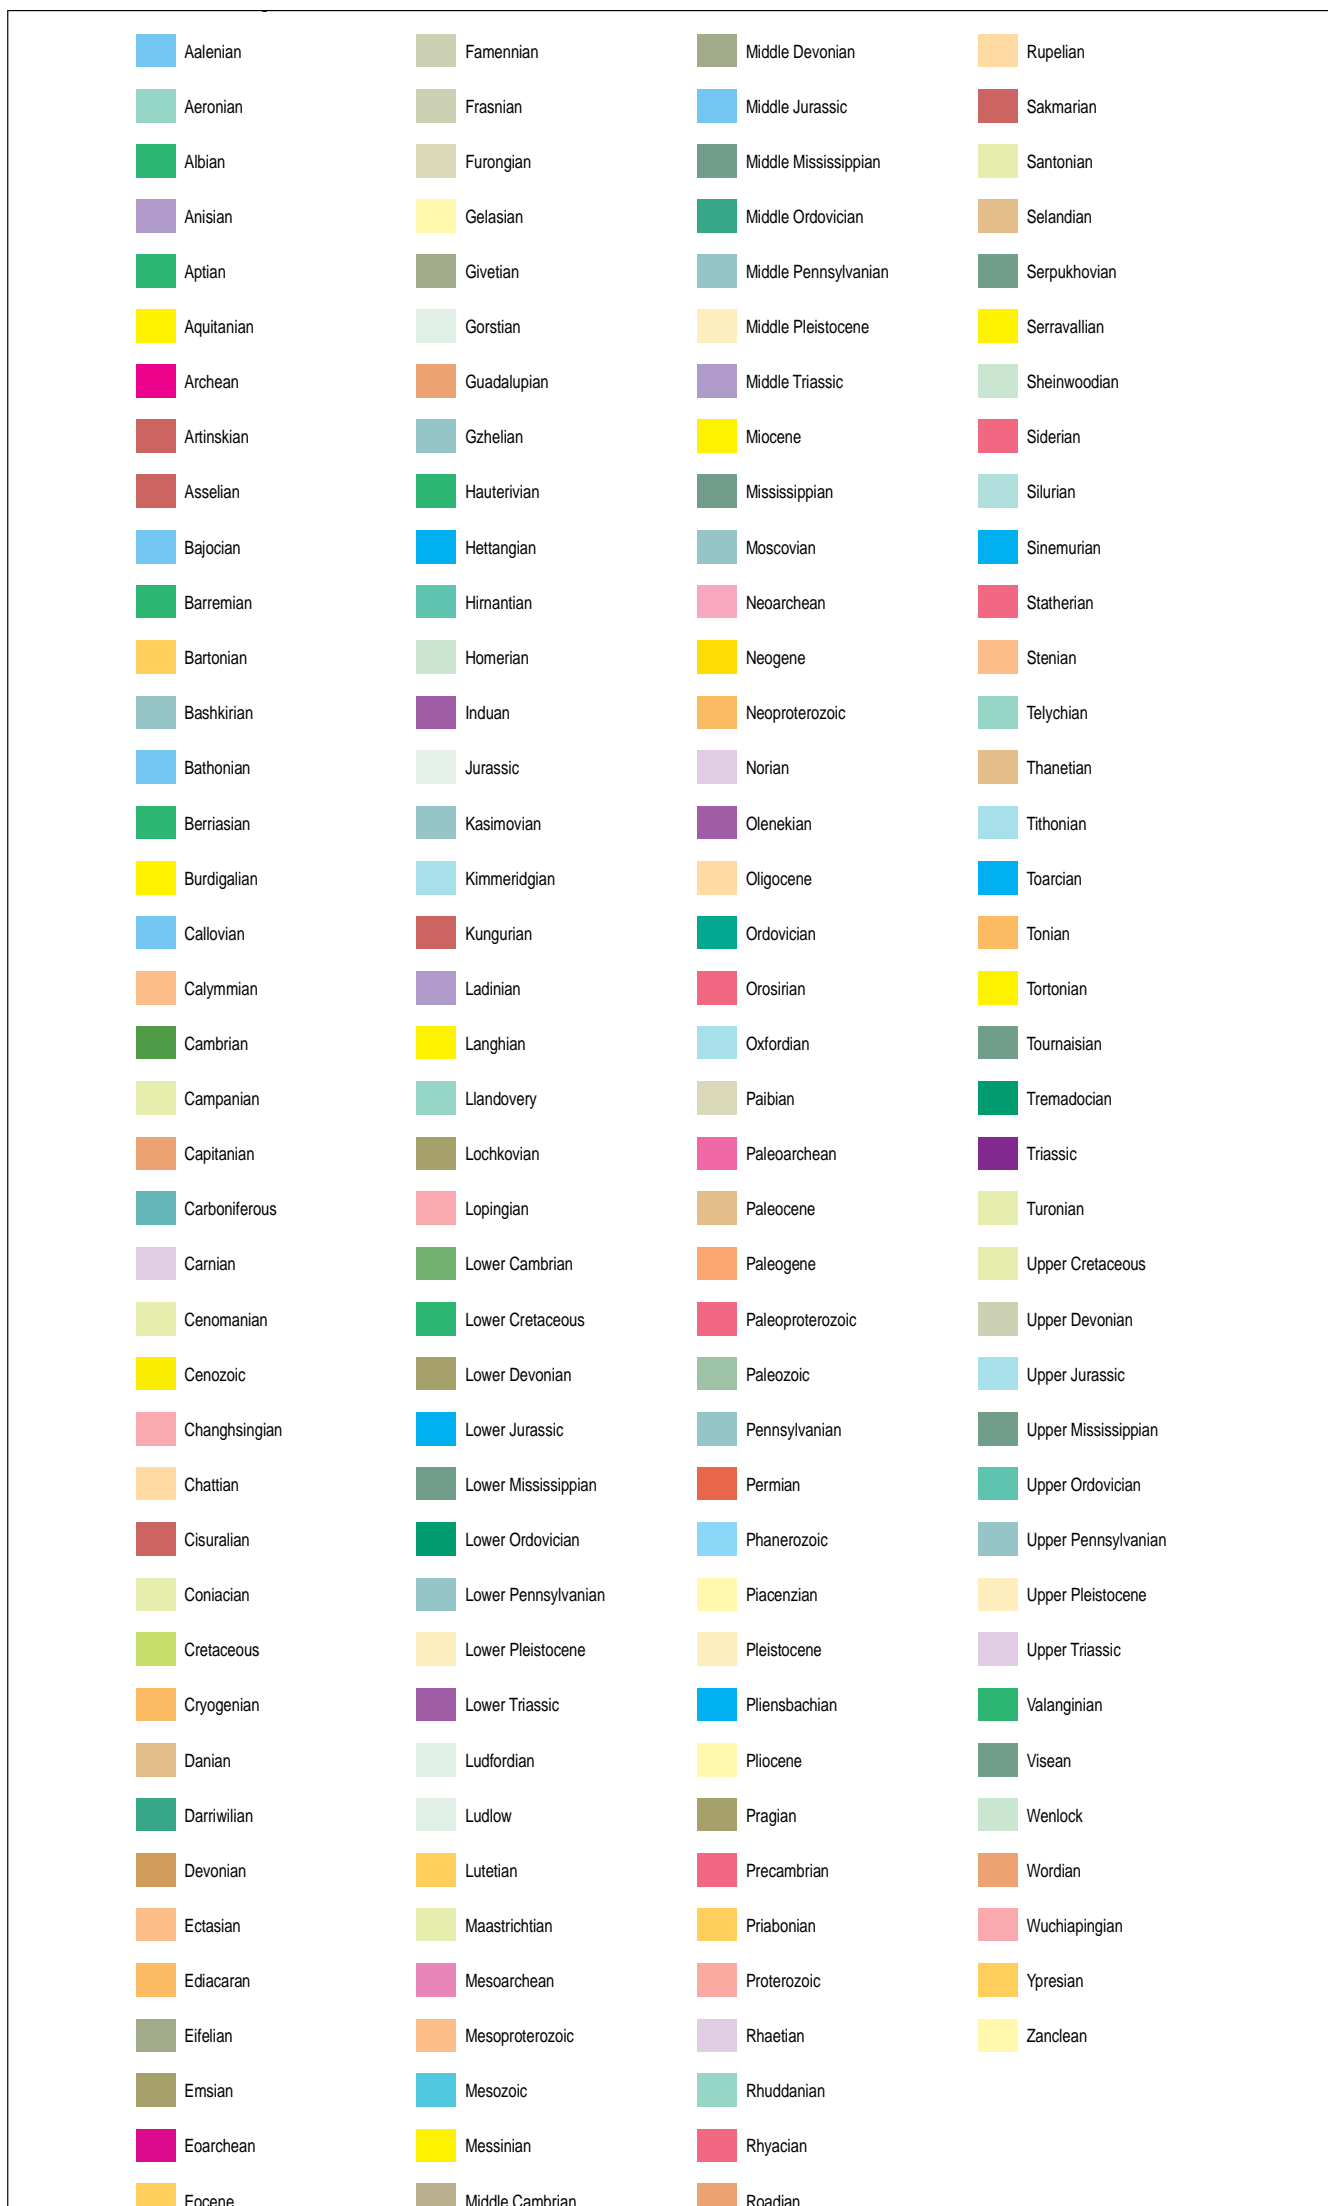 Aalenian
Aeronian
Albian
Anisian
Aptian
Aquitanian
Archean
Artinskian
Asselian
Bajocian
Barremian
Bartonian
Bashkirian
Bathonian
Berriasian
Burdigalian
Callovian
Calymmian
Cambrian
Campanian
Capitanian
Carboniferous
Carnian
Cenomanian
Cenozoic
Changhsingian
Chattian
Cisuralian
Coniacian
Cretaceous
Cryogenian
Danian
Darriwilian
Devonian
Ectasian
Ediacaran
Eifelian
Emsian
Eoarchean
Eocene
Famennian
Frasnian
Furongian
Gelasian
Givetian
Gorstian
Guadalupian
Gzhelian
Hauterivian
Hettangian
Hirnantian
Homerian
Induan
Jurassic
Kasimovian
Kimmeridgian
Kungurian
Ladinian
Langhian
Llandovery
Lochkovian
Lopingian
Lower Cambrian
Lower Cretaceous
Lower Devonian
Lower Jurassic
Lower Mississippian
Lower Ordovician
Lower Pennsylvanian
Lower Pleistocene
Lower Triassic
Ludfordian
Ludlow
Lutetian
Maastrichtian
Mesoarchean
Mesoproterozoic
Mesozoic
Messinian
Middle Cambrian
Middle Devonian
Middle Jurassic
Middle Mississippian
Middle Ordovician
Middle Pennsylvanian
Middle Pleistocene
Middle Triassic
Miocene
Mississippian
Moscovian
Neoarchean
Neogene
Neoproterozoic
Norian
Olenekian
Oligocene
Ordovician
Orosirian
Oxfordian
Paibian
Paleoarchean
Paleocene
Paleogene
Paleoproterozoic
Paleozoic
Pennsylvanian
Permian
Phanerozoic
Piacenzian
Pleistocene
Pliensbachian
Pliocene
Pragian
Precambrian
Priabonian
Proterozoic
Rhaetian
Rhuddanian
Rhyacian
Roadian
Rupelian
Sakmarian
Santonian
Selandian
Serpukhovian
Serravallian
Sheinwoodian
Siderian
Silurian
Sinemurian
Statherian
Stenian
Telychian
Thanetian
Tithonian
Toarcian
Tonian
Tortonian
Tournaisian
Tremadocian
Triassic
Turonian
Upper Cretaceous
Upper Devonian
Upper Jurassic
Upper Mississippian
Upper Ordovician
Upper Pennsylvanian
Upper Pleistocene
Upper Triassic
Valanginian
Visean
Wenlock
Wordian
Wuchiapingian
Ypresian
Zanclean